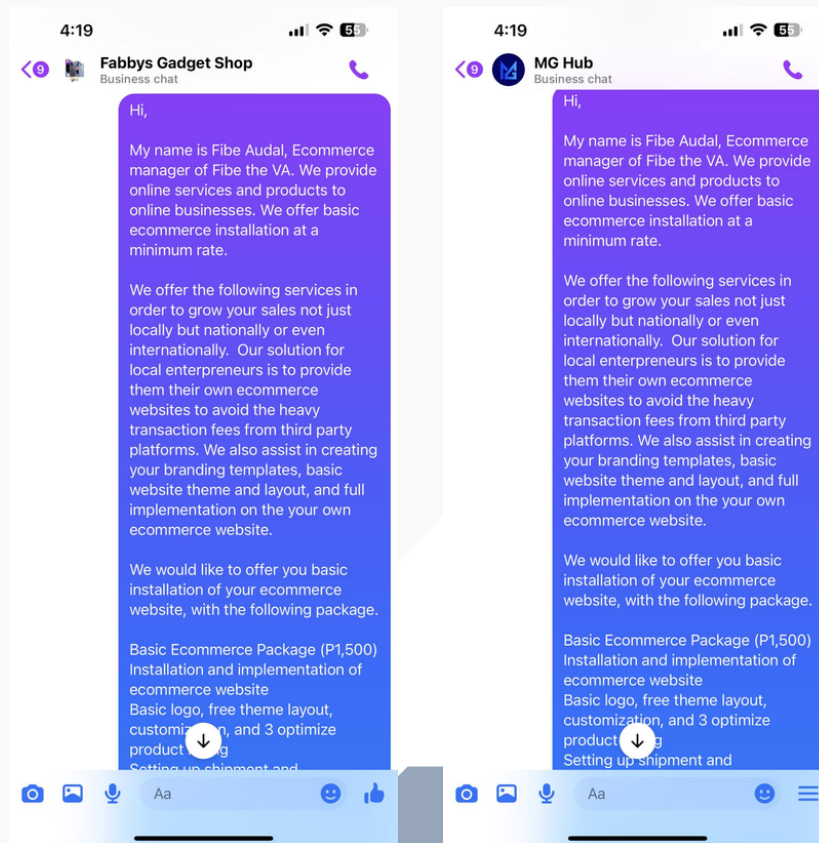 4:19
55
9
Fabbys Gadget Shop
Business chat
Hi,
My name is Fibe Audal, Ecommerce
manager of Fibe the VA. We provide
online services and products to
online businesses. We offer basic
ecommerce installation at a
minimum rate.
We offer the following services in
order to grow your sales not just
locally but nationally or even
internationally.  Our solution for
local enterpreneurs is to provide
them their own ecommerce
websites to avoid the heavy
transaction fees from third party
platforms. We also assist in creating
your branding templates, basic
website theme and layout, and full
implementation on the your own
ecommerce website.
We would like to offer you basic
installation of your ecommerce
website, with the following package.
Basic Ecommerce Package (P1,500)
Installation and implementation of
ecommerce website
Basic logo, free theme layout,
and 3 optimize
product
Setting up shipment and
Aa
4:19
55
9
MG Hub
Business chat
Hi,
My name is Fibe Audal, Ecommerce
manager of Fibe the VA. We provide
online services and products to
online businesses. We offer basic
ecommerce installation at a
minimum rate.
We offer the following services in
order to grow your sales not just
locally but nationally or even
internationally.  Our solution for
local enterpreneurs is to provide
them their own ecommerce
websites to avoid the heavy
transaction fees from third party
platforms. We also assist in creating
your branding templates, basic
website theme and layout, and full
implementation on the your own
ecommerce website.
We would like to offer you basic
installation of your ecommerce
website, with the following package.
Basic Ecommerce Package (P1,500)
Installation and implementation of
ecommerce website
Basic logo, free theme layout,
customization, and 3 optimize
product
Setting up shipment and
Aa